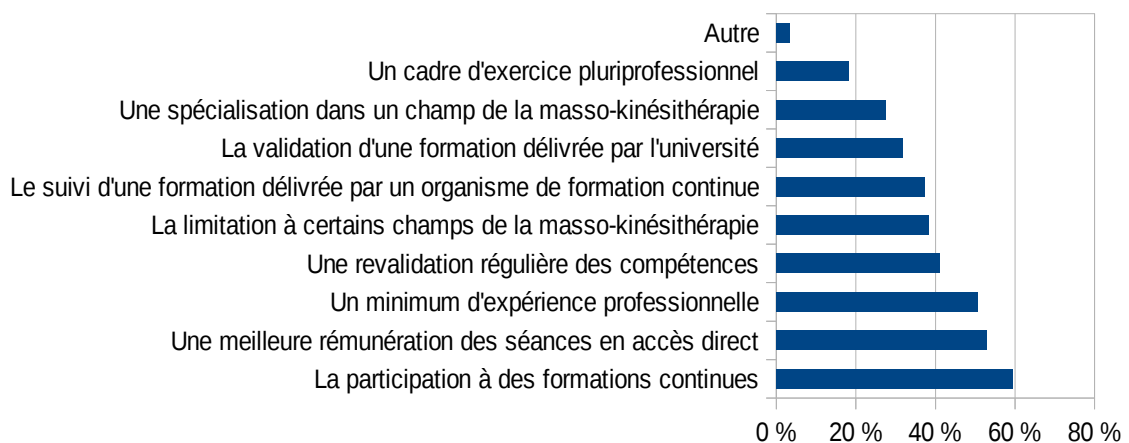 Autre
Un cadre d'exercice pluriprofessionnel
Une spécialisation dans un champ de la masso-kinésithérapie
La validation d'une formation délivrée par l'université
Le suivi d'une formation délivrée par un organisme de formation continue
La limitation à certains champs de la masso-kinésithérapie
Une revalidation régulière des compétences
Un minimum d'expérience professionnelle
Une meilleure rémunération des séances en accès direct
La participation à des formations continues
0 % 20 % 40 % 60 % 80 %